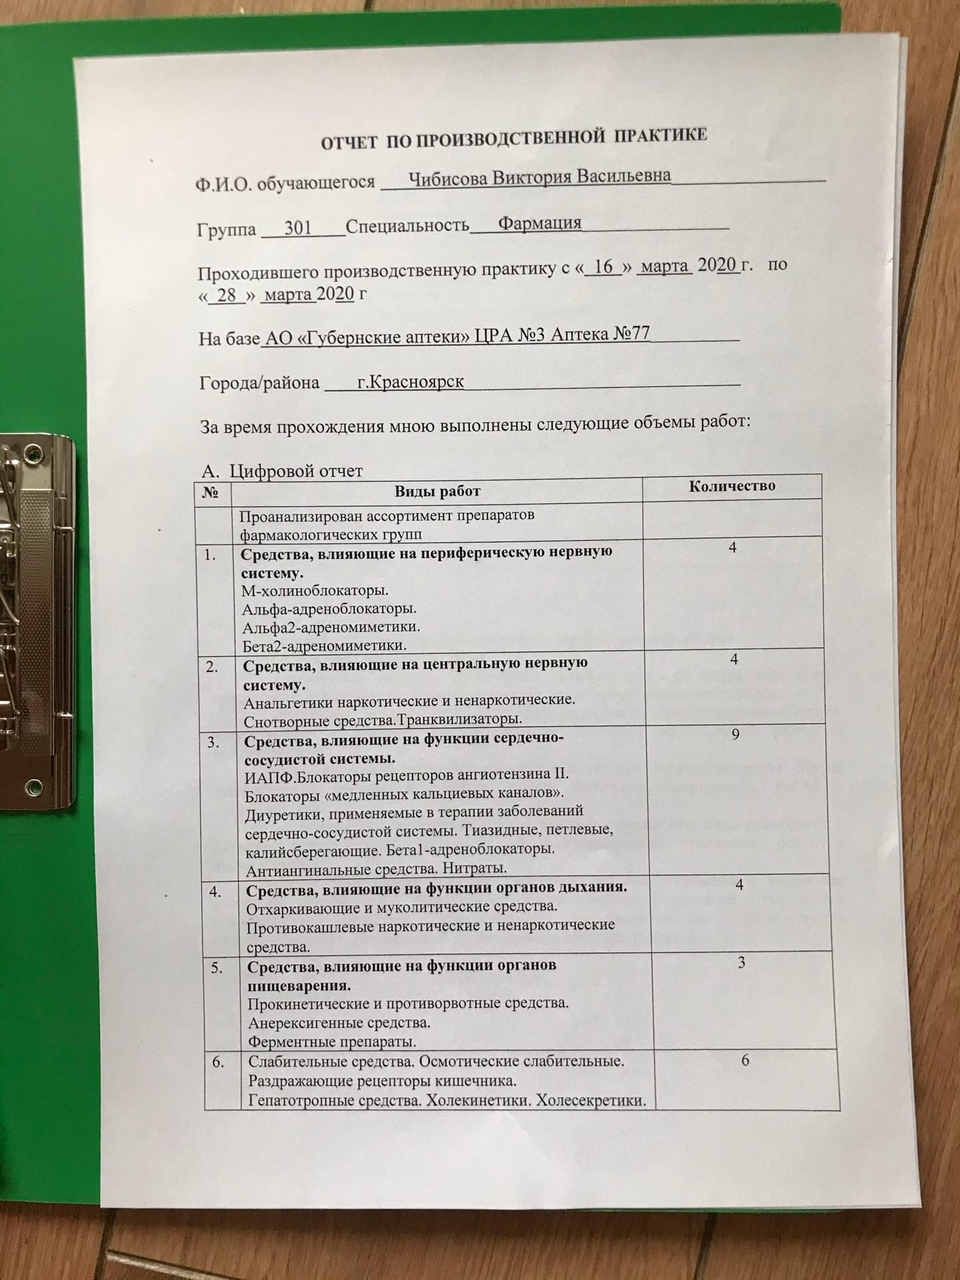 ОТЧЕТ ПО ПРОИЗВОДСТВЕННОЙ ПРАКТИКЕ
Ф.И.О. обучающегося Чибисова Виктория Васильевна
Группа 301 Специальность Фармация
Проходившего производственную практику с « 16 » марта 2020 г. по
« 28 » марта 2020 г
На базе АО «Губернские аптеки» ЦРА №3 Аптека №77
Города/района г.Красноярск
За время прохождения мною выполнены следующие объемы работ:
А. Цифровой отчет
№ Виды работ Количество
Проанализирован ассортимент препаратов
фармакологических групп
1. Средства, влияющие на периферическую нервную 4
систему.
М-холиноблокаторы.
Альфа-адреноблокаторы.
Альфа2-адреномиметики.
Бета2-адреномиметики.
2. Средства, влияющие на центральную нервную 4
систему.
Анальгетики наркотические и ненаркотические.
Снотворные средства.Транквилизаторы.
3. Средства, влияющие на функции сердечно- 9
сосудистой системы.
ИАПФ.Блокаторы рецепторов ангиотензина II.
Блокаторы «медленных кальциевых каналов».
Диуретики, применяемые в терапии заболеваний
сердечно-сосудистой системы. Тиазидные, петлевые,
калийсберегающие. Бета1-адреноблокаторы.
Антиангинальные средства. Нитраты.
4. Средства, влияющие на функции органов дыхания. 4
Отхаркивающие и муколитические средства.
Противокашлевые наркотические и ненаркотические
средства.
5. Средства, влияющие на функции органов 3
пищеварения.
Прокинетические и противорвотные средства.
Анерексигенные средства.
Ферментные препараты.
6. Слабительные средства. Осмотические слабительные. 6
Раздражающие рецепторы кишечника.
Гепатотропные средства. Холекинетики. Холесекретики.